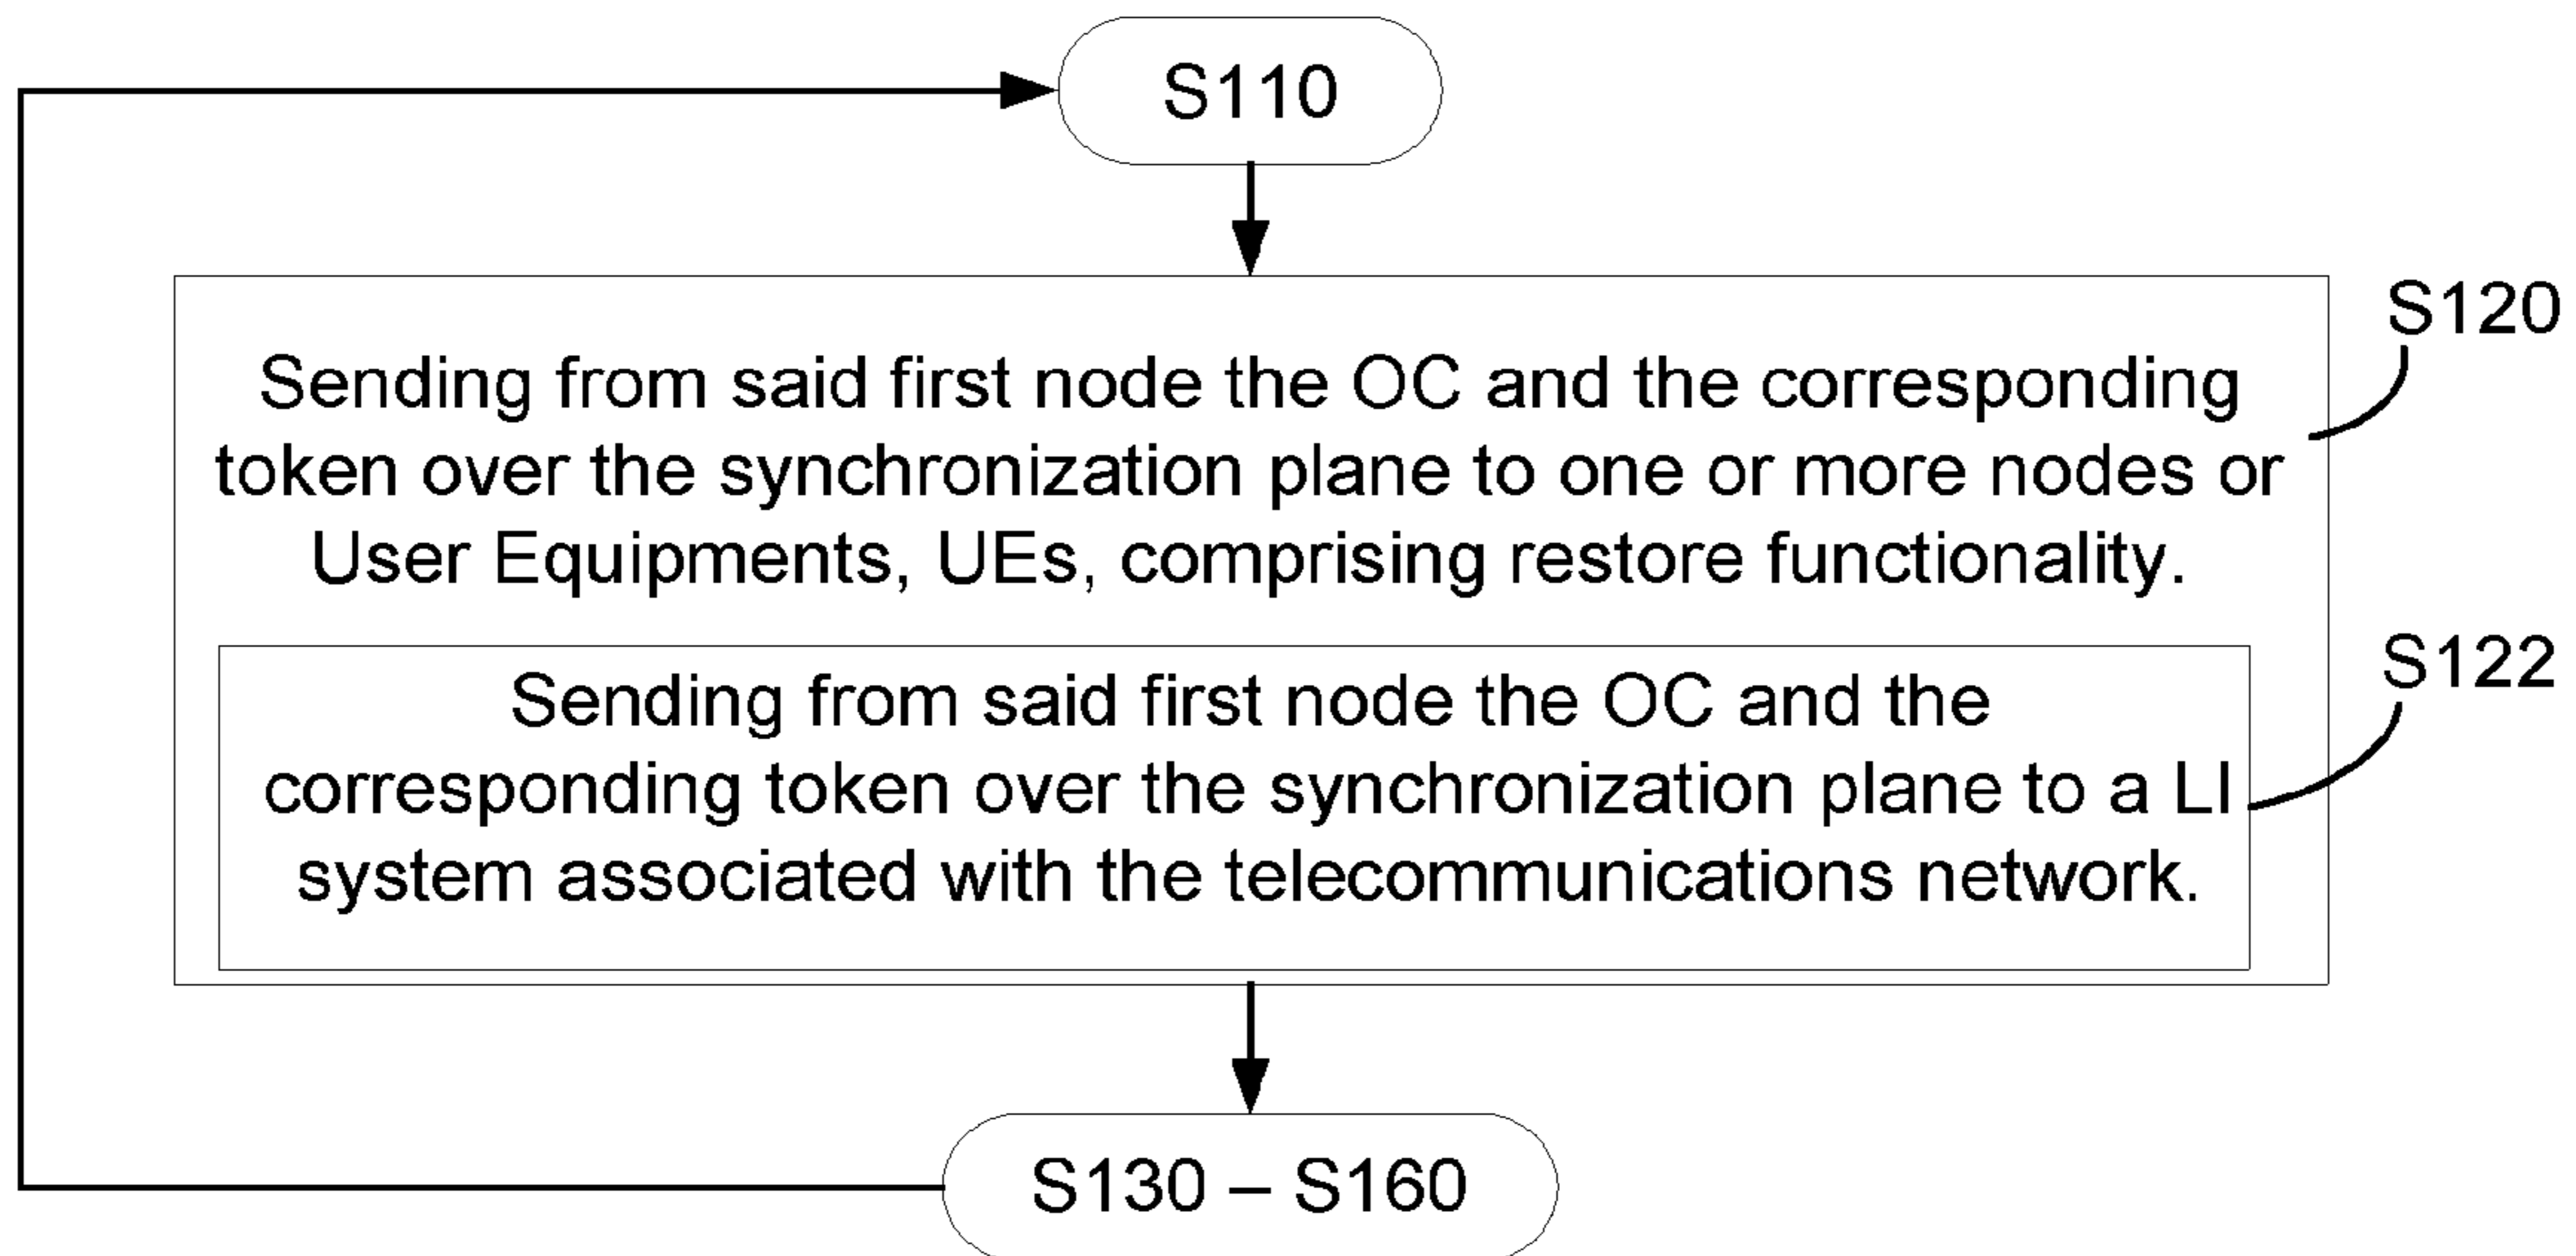 S110
S120
Sending from said first node the OC and the corresponding
token over the synchronization plane to one or more nodes or
User Equipments, UEs, comprising restore functionality.
S122
Sending from said first node the OC and the
corresponding token over the synchronization plane to a LI
system associated with the telecommunications network.
S130 – S160